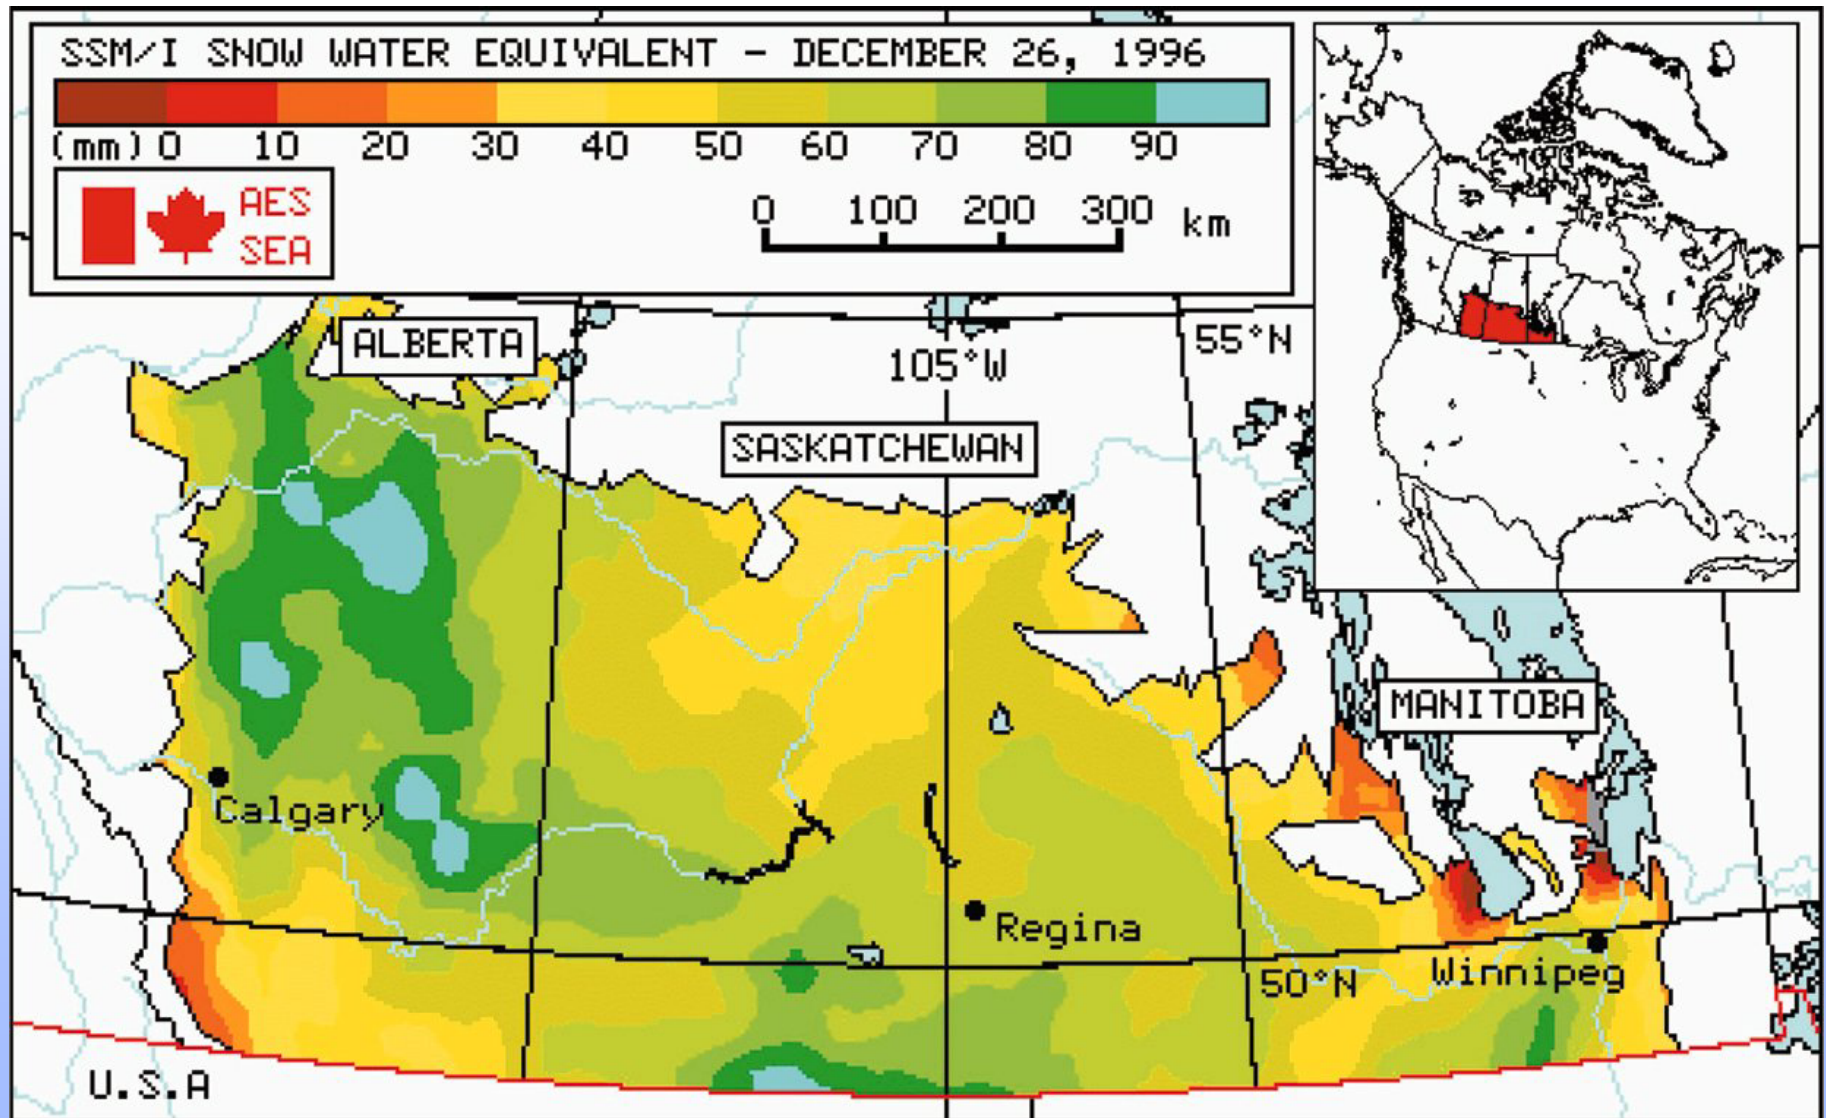 SSM/I SNOW WATER EQUIVALENT - DECEMBER 26, 1996
(mm) 0 10 20 30 40 50 60 70 80 90
AES
SEA
0 100 200 300 km
ALBERTA
105°W
55°N
SASKATCHEWAN
MANITOBA
Calgary
Regina
Winnipeg
50°N
U.S.A